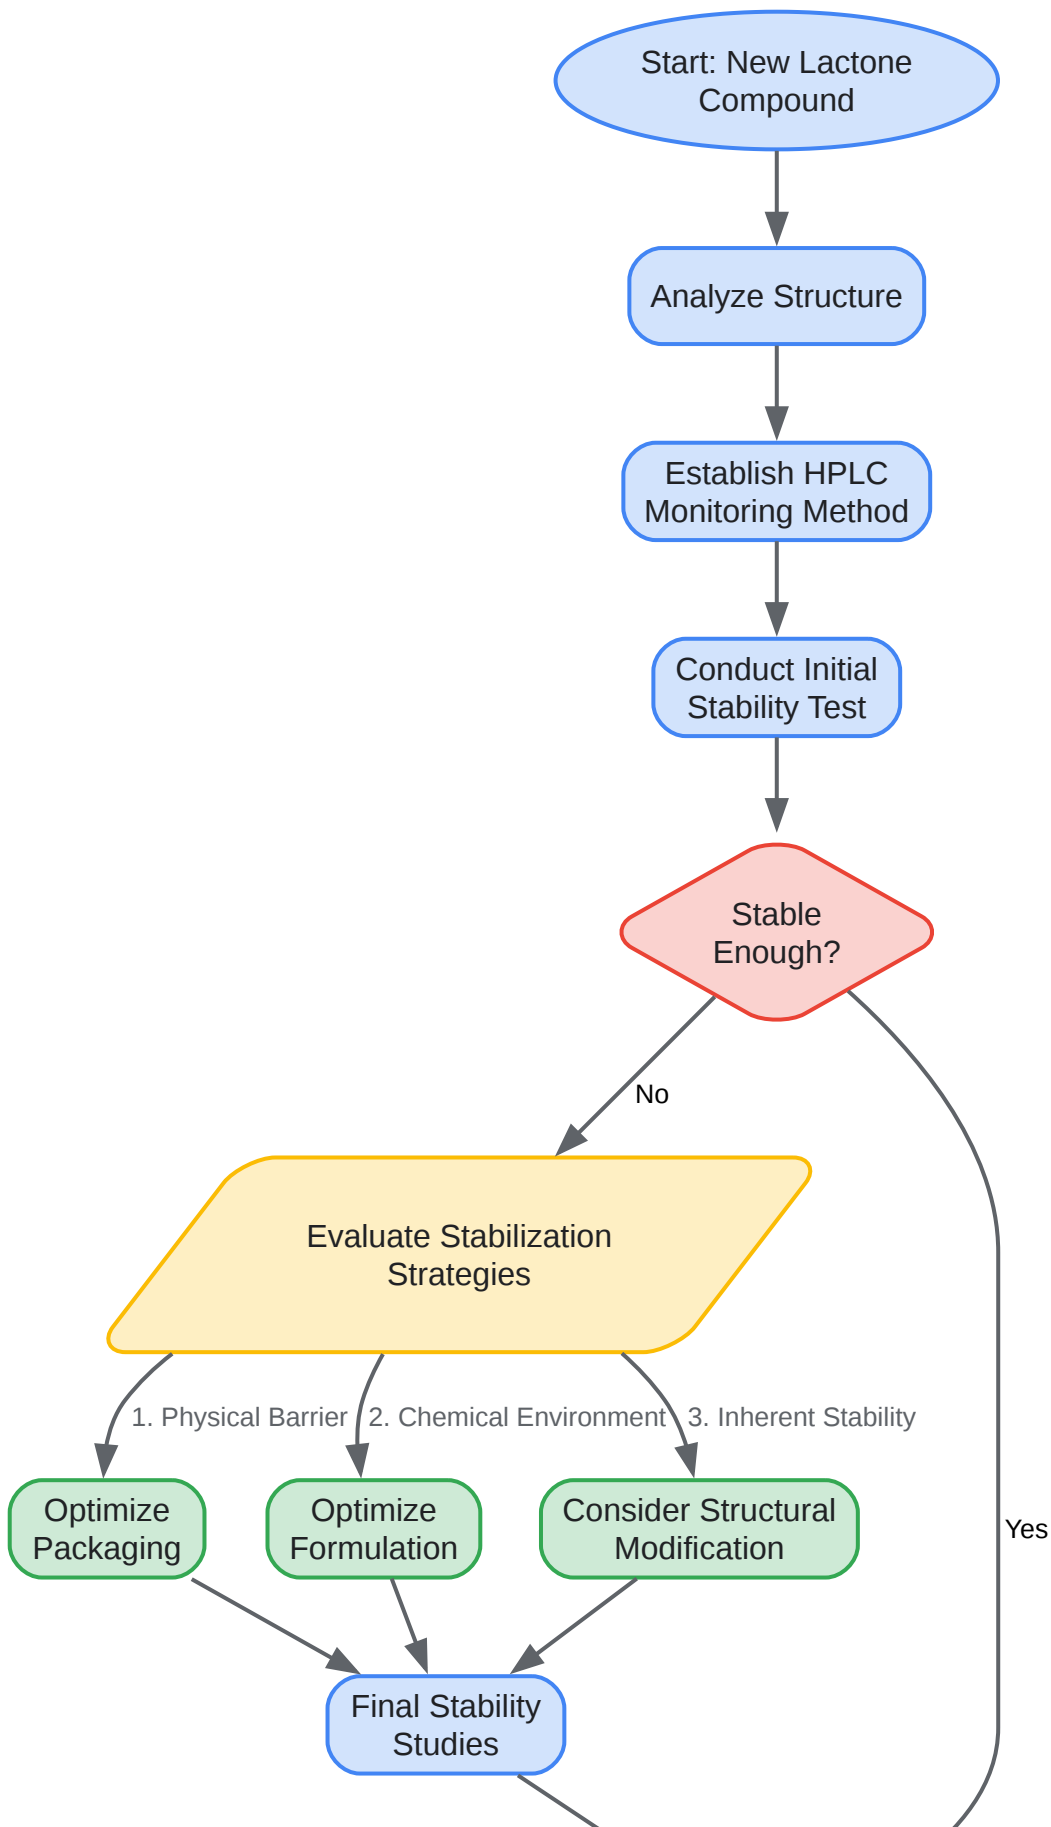 Start: New Lactone
Compound
Analyze Structure
Establish HPLC
Monitoring Method
Conduct Initial
Stability Test
Stable
Enough?
No
Evaluate Stabilization
Strategies
1. Physical Barrier
2. Chemical Environment
3. Inherent Stability
Optimize
Packaging
Optimize
Formulation
Consider Structural
Modification
Yes
Final Stability
Studies